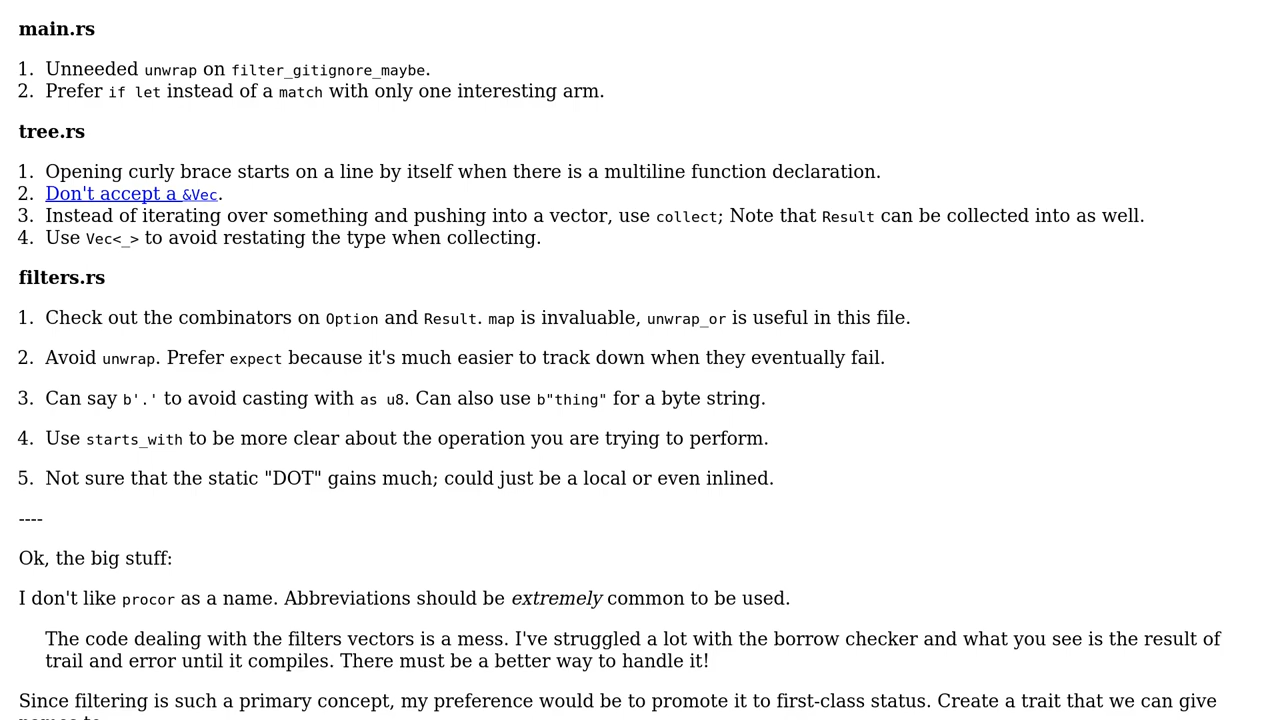 main.rs
1. Unneeded unwrap on filter_gitignore_maybe.
2. Prefer if let instead of a match with only one interesting arm.
tree.rs
1. Opening curly brace starts on a line by itself when there is a multiline function declaration.
2. Don't accept a &Vec.
3. Instead of iterating over something and pushing into a vector, use collect; Note that Result can be collected into as well.
4. Use Vec<_> to avoid restating the type when collecting.
filters.rs
1. Check out the combinators on Option and Result. map is invaluable, unwrap_or is useful in this file.
2. Avoid unwrap. Prefer expect because it's much easier to track down when they eventually fail.
3. Can say b'.' to avoid casting with as u8. Can also use b"thing" for a byte string.
4. Use starts_with to be more clear about the operation you are trying to perform.
5. Not sure that the static "DOT" gains much; could just be a local or even inlined.
----
Ok, the big stuff:
I don't like procor as a name. Abbreviations should be extremely common to be used.
The code dealing with the filters vectors is a mess. I've struggled a lot with the borrow checker and what you see is the result of
trail and error until it compiles. There must be a better way to handle it!
Since filtering is such a primary concept, my preference would be to promote it to first-class status. Create a trait that we can give